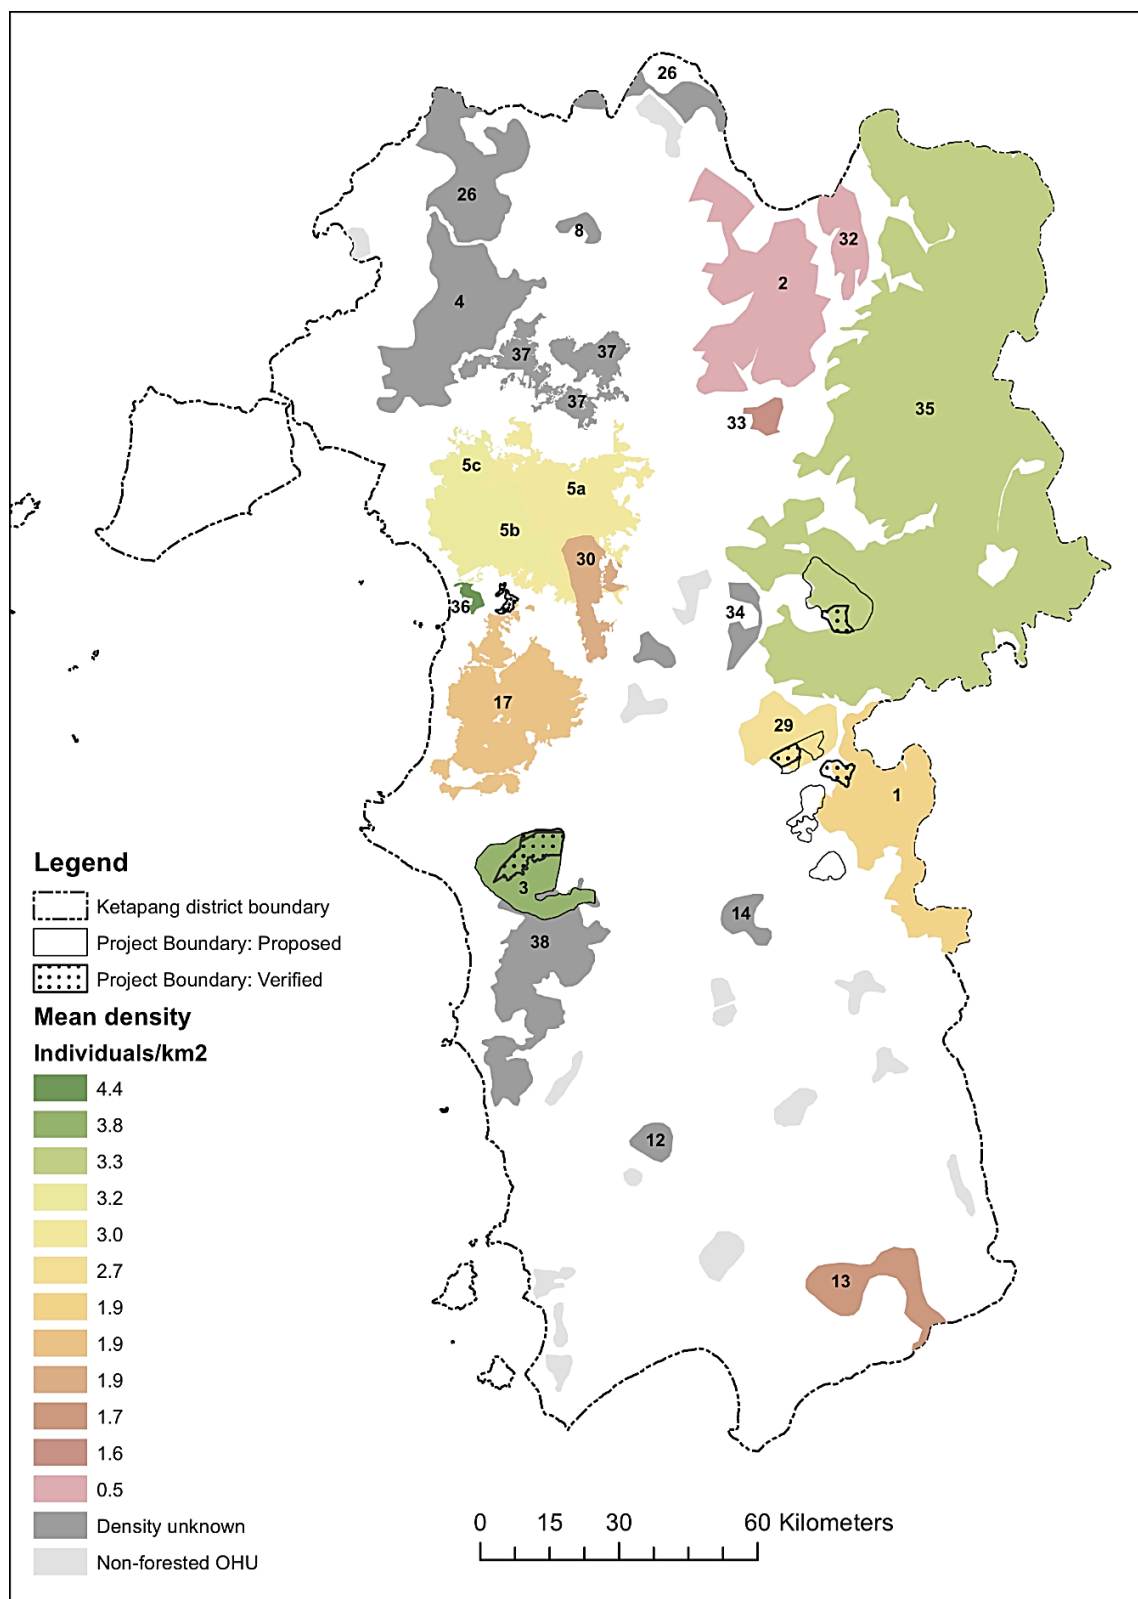 26
26
8
32
2
4
37
37
37
33
35
5c
5a
5b
30
36
34
17
29
1
3
14
38
12
13
Legend
Ketapang district boundary
Project Boundary: Proposed
Project Boundary: Verified
Mean density
Individuals/km2
4.4
3.8
3.3
3.2
3.0
2.7
1.9
1.9
1.9
1.7
1.6
0.5
Density unknown
Non-forested OHU
0 15 30 60 Kilometers